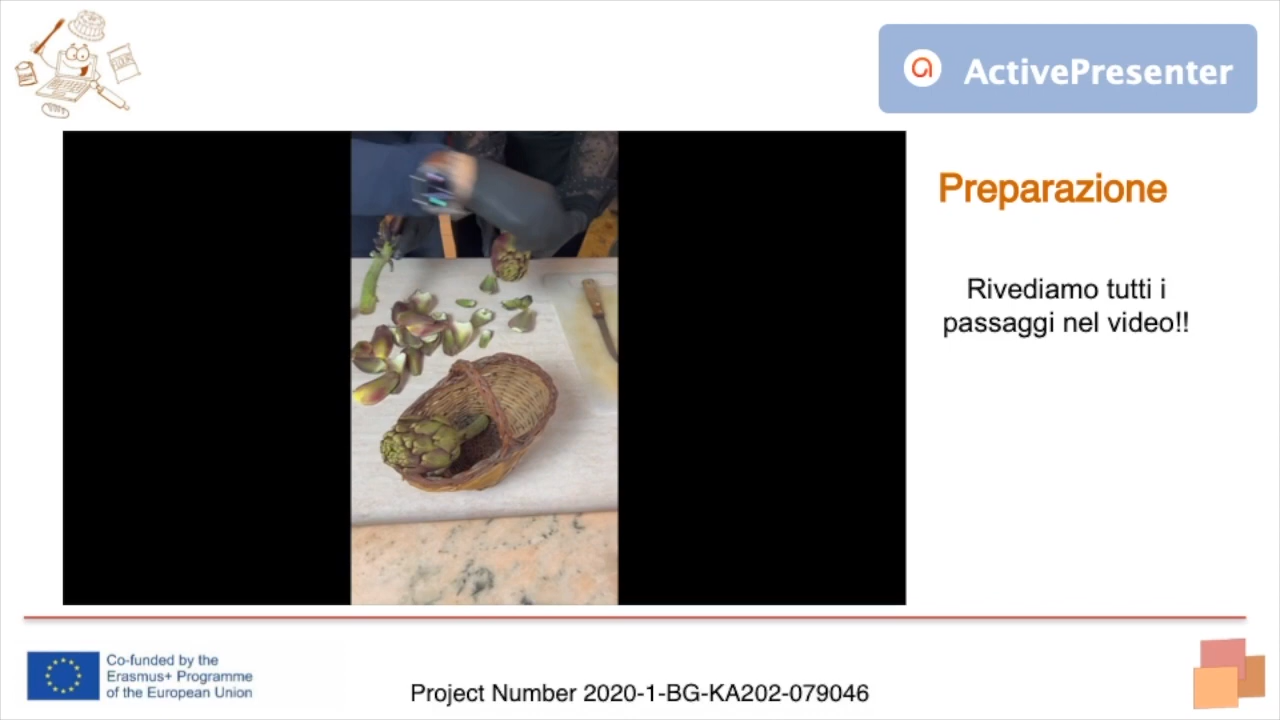 ActivePresenter
Preparazione
Rivediamo tutti i
passaggi nel video!!
Co-funded by the
Erasmus+ Programme
of the European Union
Project Number 2020-1-BG-KA202-079046